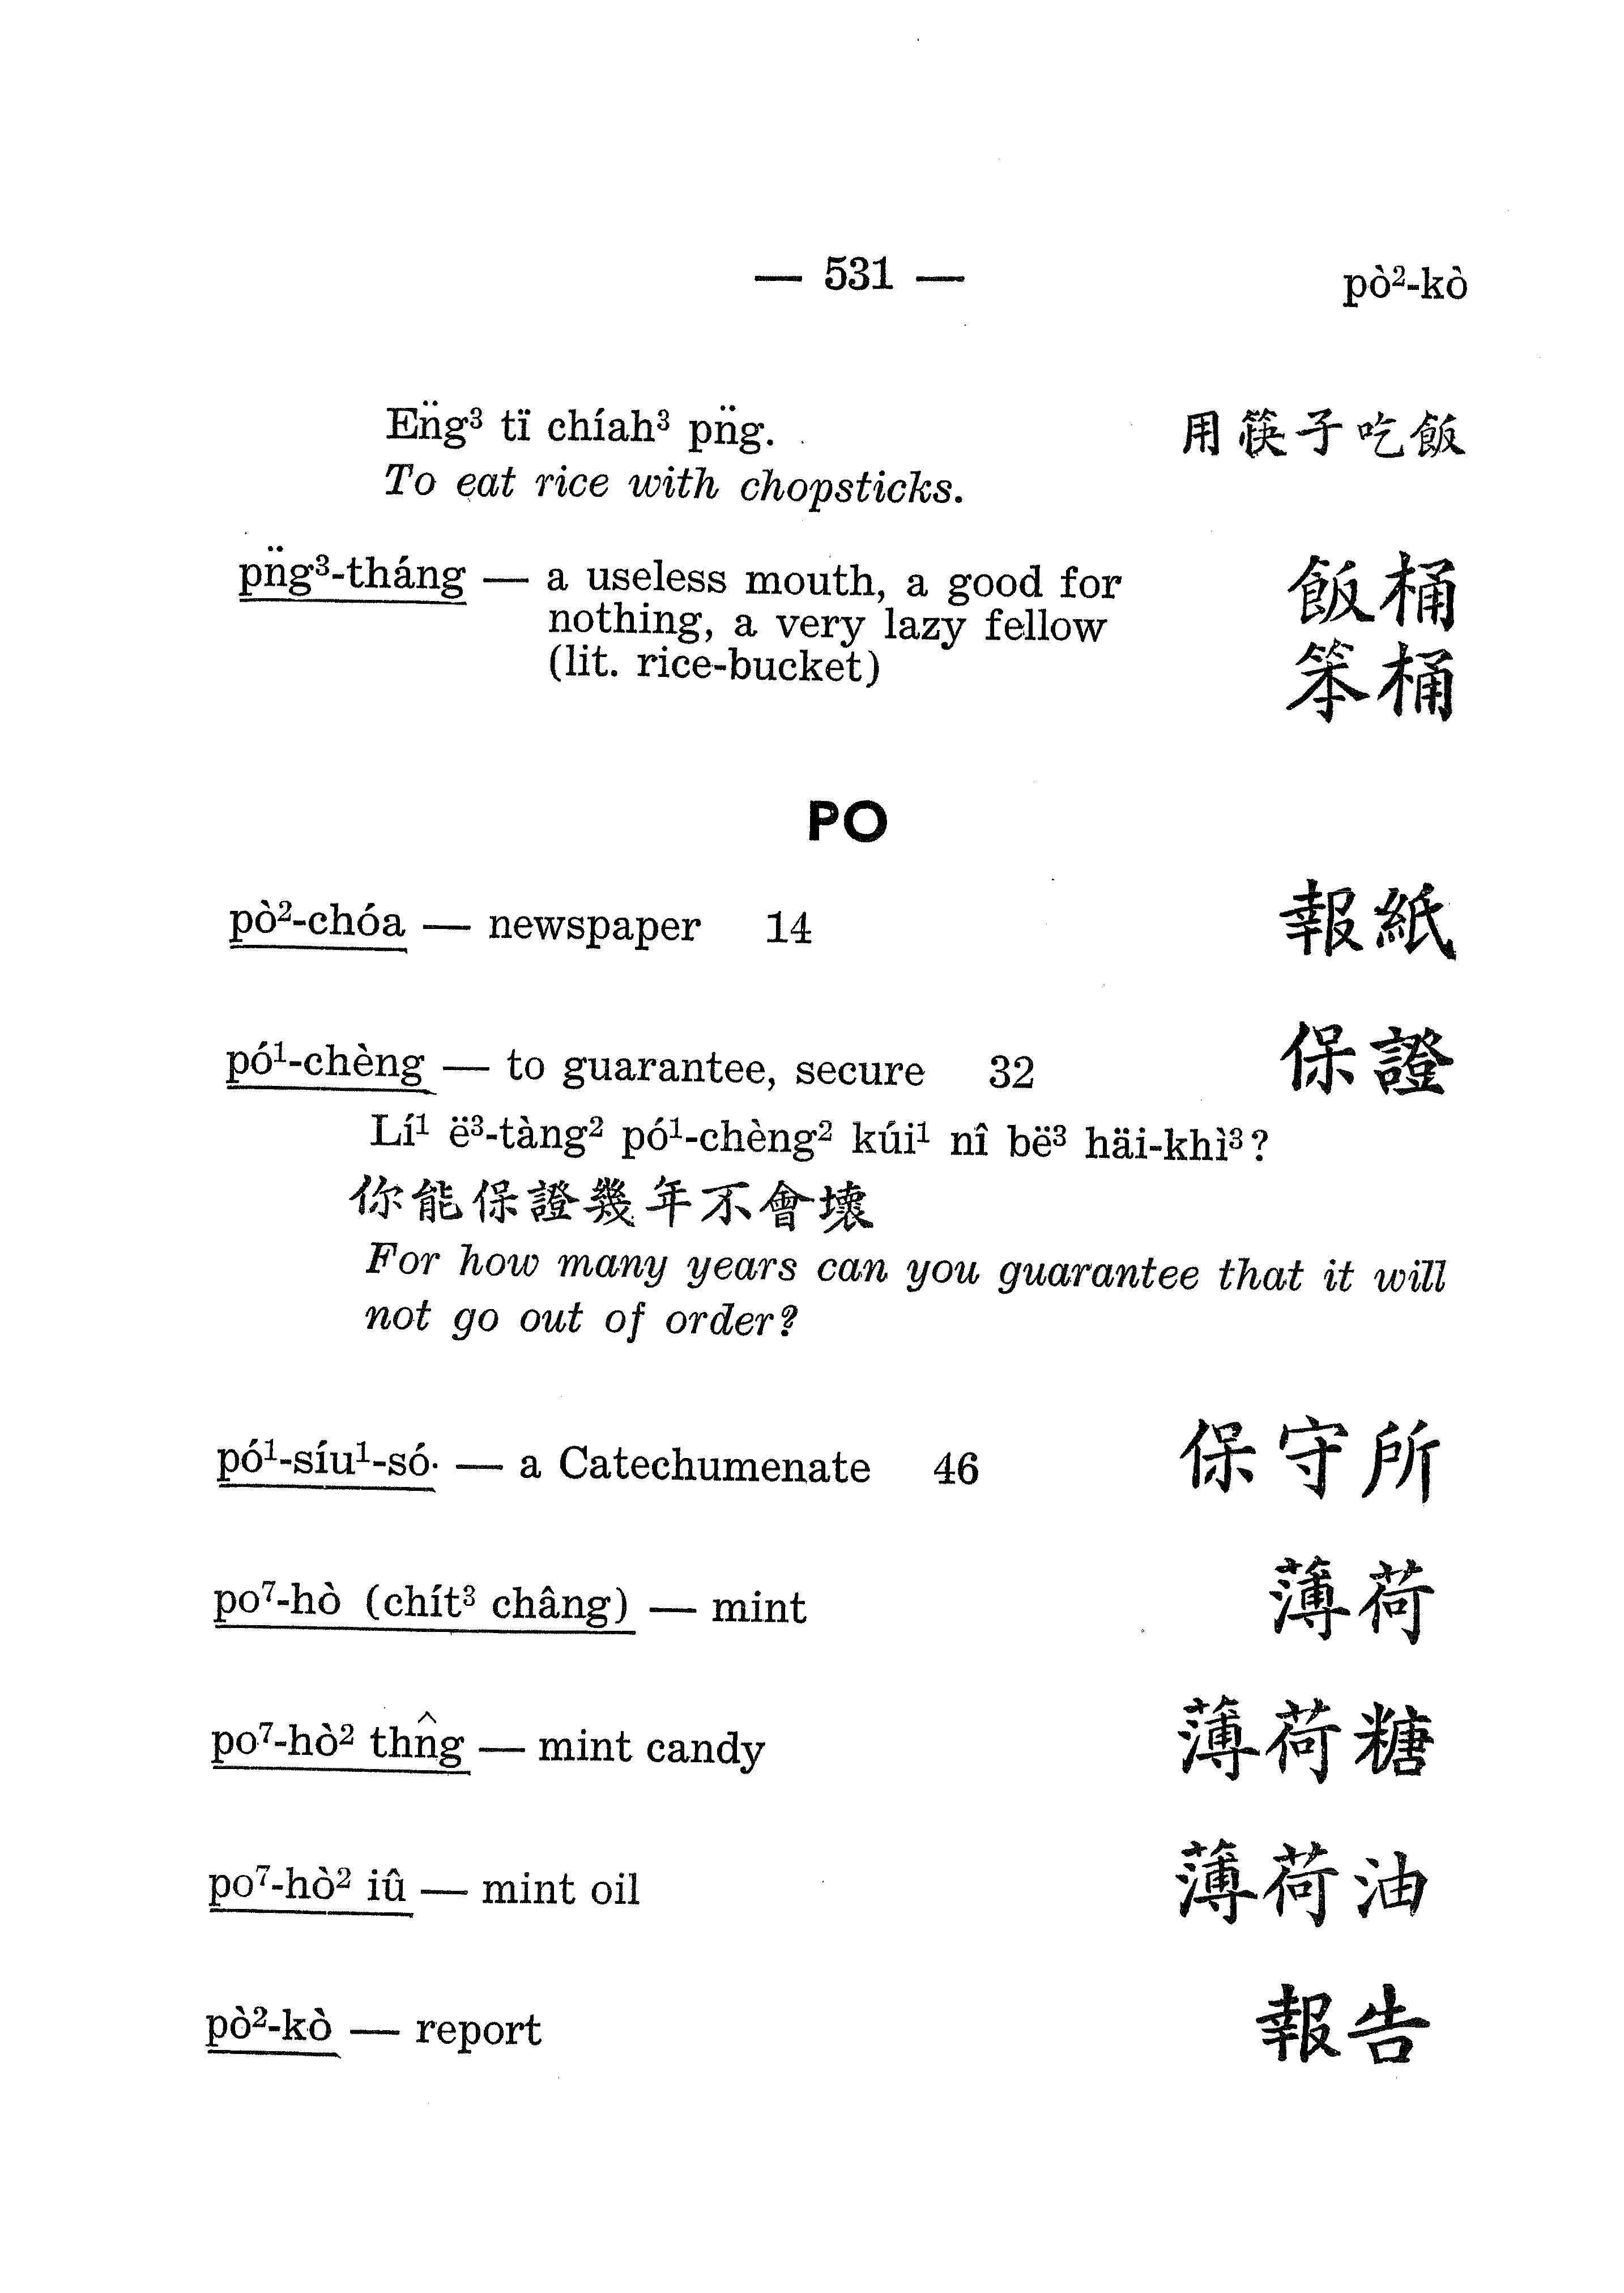 — 531 —
pò²-kò
En̈g³ tï chíah³ pn̈g.
用筷子吃飯
To eat rice with chopsticks.
pn̈g³-tháng — a useless mouth, a good for
nothing, a very lazy fellow
(lit. rice-bucket)
飯桶
笨桶
PO
pò²-chóa — newspaper 14 報紙
pó¹-chèng — to guarantee, secure 32 保證
Lí¹ ë³-tàng² pó¹-chèng² kúi¹ nî bë³ häi-khì³?
你能保證幾年不會壞
For how many years can you guarantee that it will
not go out of order?
pó¹-síu¹-só· — a Catechumenate 46 保守所
po⁷-hò (chít³ châng) — mint 薄荷
po⁷-hò² thn̂g — mint candy 薄荷糖
po⁷-hò² iû — mint oil 薄荷油
pò²-kò — report 報告